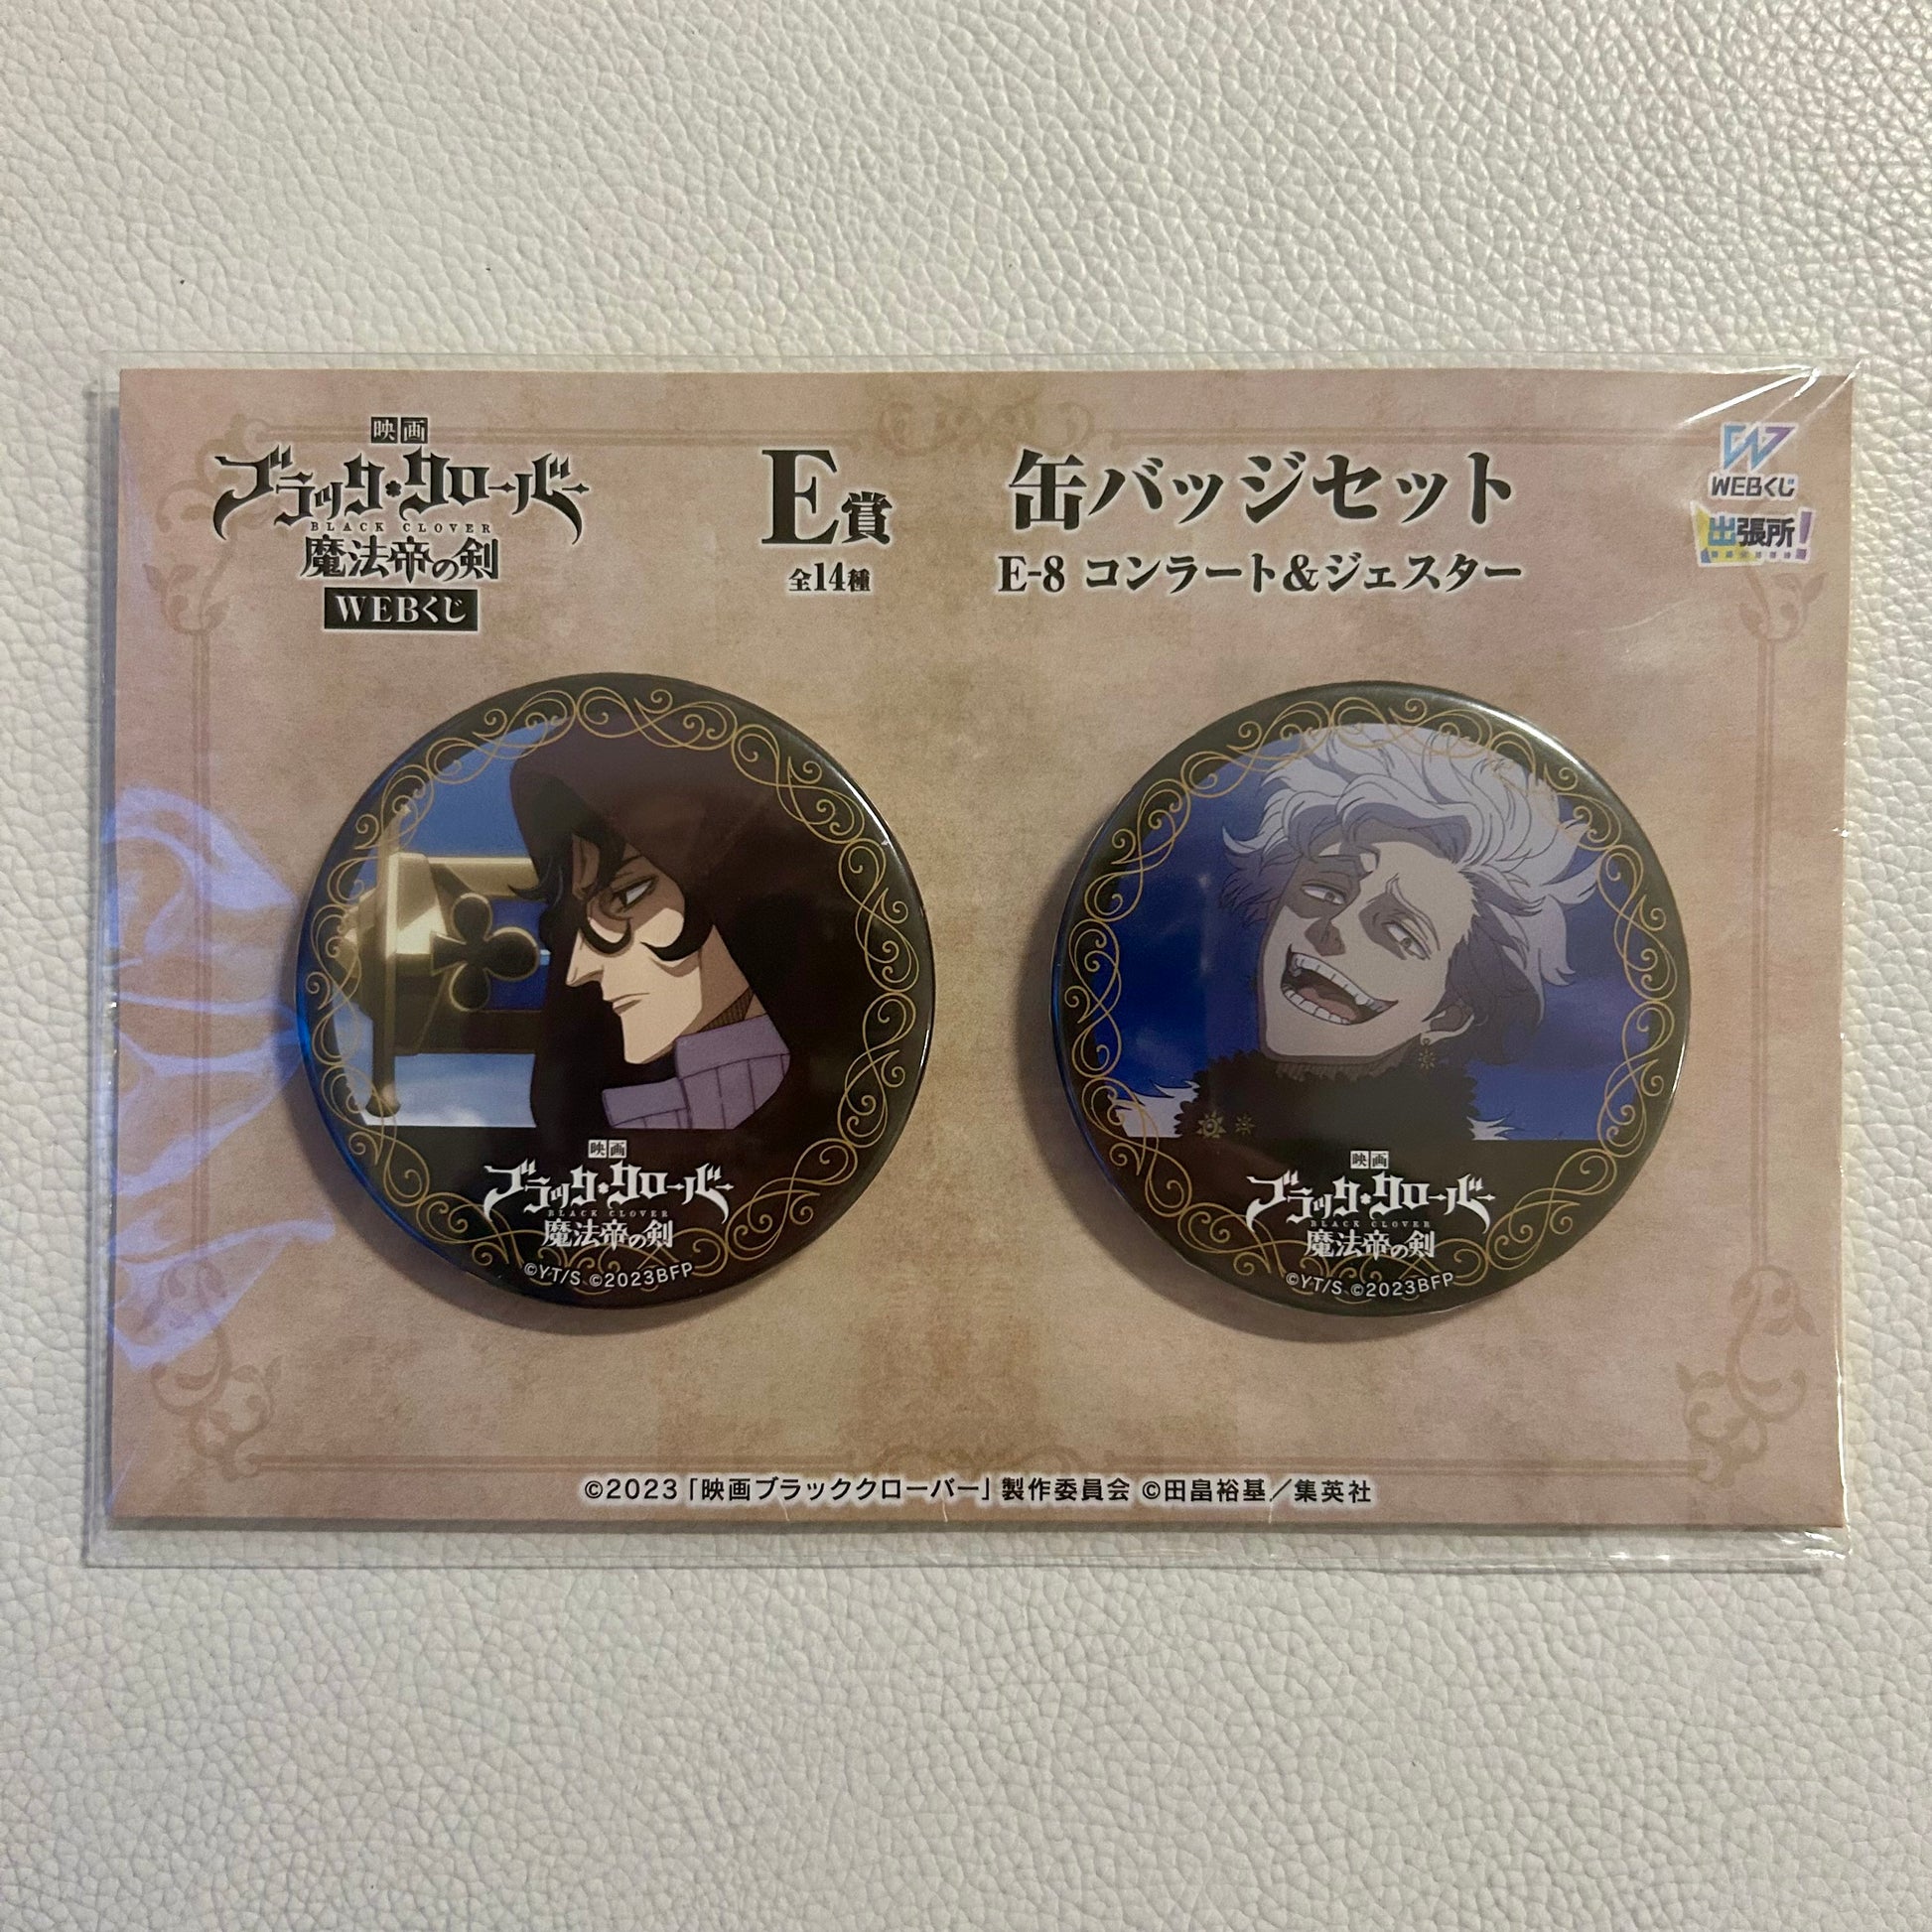 映画
ブラッククローバー
BLACK CLOVER
魔法帝の剣
WEBくじ
E賞
全14種
缶バッジセット
E-8 コンラート&ジェスター
WEBくじ
出張所!
映画
ブラッククローバー
BLACK CLOVER
魔法帝の剣
©Y.T/S ©2023BFP
映画
ブラッククローバー
BLACK CLOVER
魔法帝の剣
©Y.T/S ©2023BFP
©2023「映画ブラッククローバー」製作委員会 ©田畠裕基/集英社